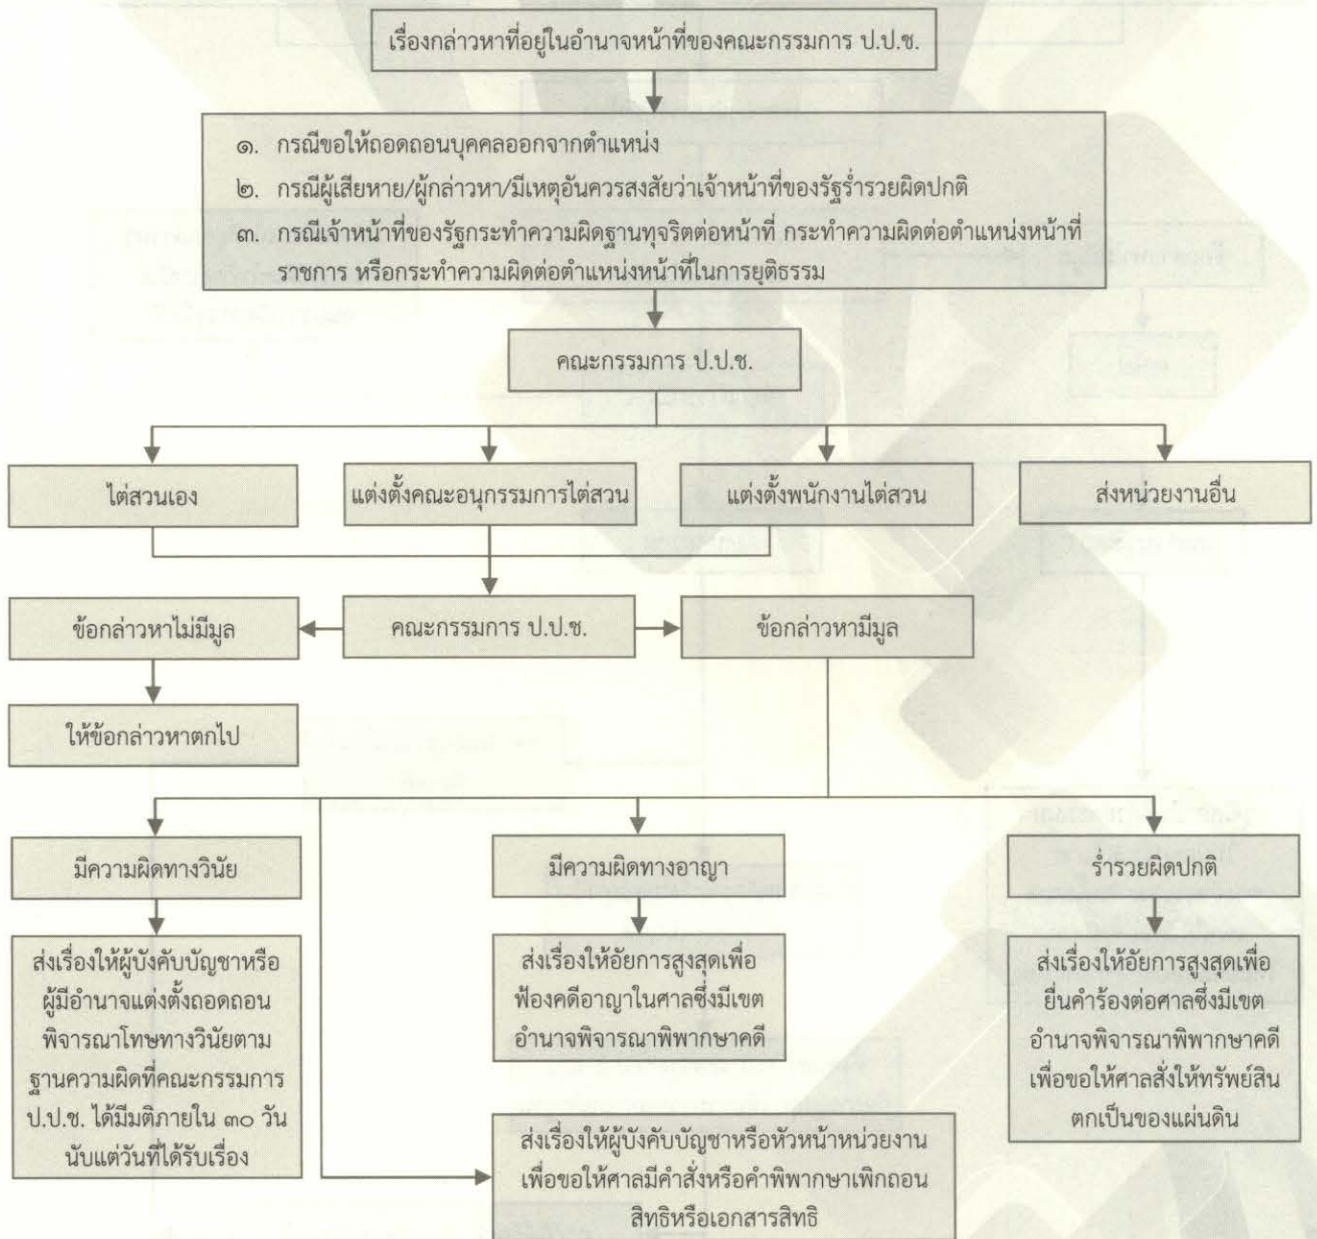 เรื่องกล่าวหาที่อยู่ในอำนาจหน้าที่ของคณะกรรมการ ป.ป.ช.
๑. กรณีขอให้ถอดถอนบุคคลออกจากตำแหน่ง
๒. กรณีผู้เสียหาย/ผู้กล่าวหา/มีเหตุอันควรสงสัยว่าเจ้าหน้าที่ของรัฐร่ำรวยผิดปกติ
๓. กรณีเจ้าหน้าที่ของรัฐกระทำความผิดฐานทุจริตต่อหน้าที่ กระทำความผิดต่อตำแหน่งหน้าที่
ราชการ หรือกระทำความผิดต่อตำแหน่งหน้าที่ในการยุติธรรม
คณะกรรมการ ป.ป.ช.
ไต่สวนเอง
แต่งตั้งคณะอนุกรรมการไต่สวน
แต่งตั้งพนักงานไต่สวน
ส่งหน่วยงานอื่น
ข้อกล่าวหาไม่มีมูล
คณะกรรมการ ป.ป.ช.
ข้อกล่าวหามีมูล
ให้ข้อกล่าวหาตกไป
มีความผิดทางวินัย
มีความผิดทางอาญา
ร่ำรวยผิดปกติ
ส่งเรื่องให้ผู้บังคับบัญชาหรือ
ผู้มีอำนาจแต่งตั้งถอดถอน
พิจารณาโทษทางวินัยตาม
ฐานความผิดที่คณะกรรมการ
ป.ป.ช. ได้มีมติภายใน ๓๐ วัน
นับแต่วันที่ได้รับเรื่อง
ส่งเรื่องให้อัยการสูงสุดเพื่อ
ฟ้องคดีอาญาในศาลซึ่งมีเขต
อำนาจพิจารณาพิพากษาคดี
ส่งเรื่องให้อัยการสูงสุดเพื่อ
ยื่นคำร้องต่อศาลซึ่งมีเขต
อำนาจพิจารณาพิพากษาคดี
เพื่อขอให้ศาลสั่งให้ทรัพย์สิน
ตกเป็นของแผ่นดิน
ส่งเรื่องให้ผู้บังคับบัญชาหรือหัวหน้าหน่วยงาน
เพื่อขอให้ศาลมีคำสั่งหรือคำพิพากษาเพิกถอน
สิทธิหรือเอกสารสิทธิ